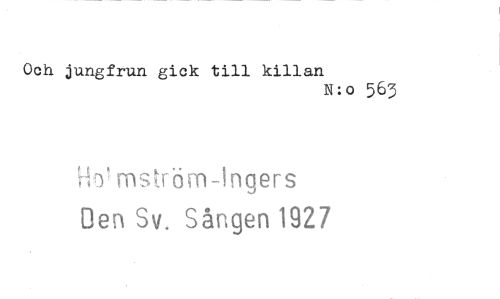 Och jungfrun gick till killan
N:o 563
Holmström-Ingers
Den Sv. Sången 1927